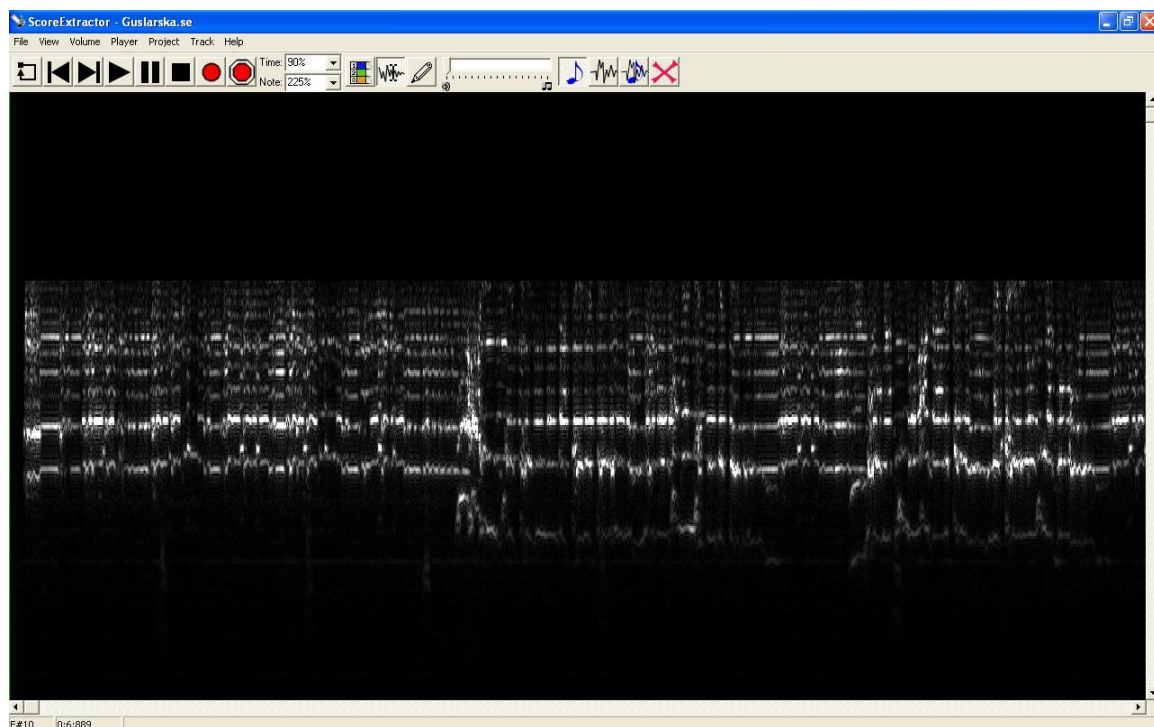 ScoreExtractor - Guslarska.se
File View Volume Player Project Track Help
Time: 90%
Note: 225%
F#10 0:6:889